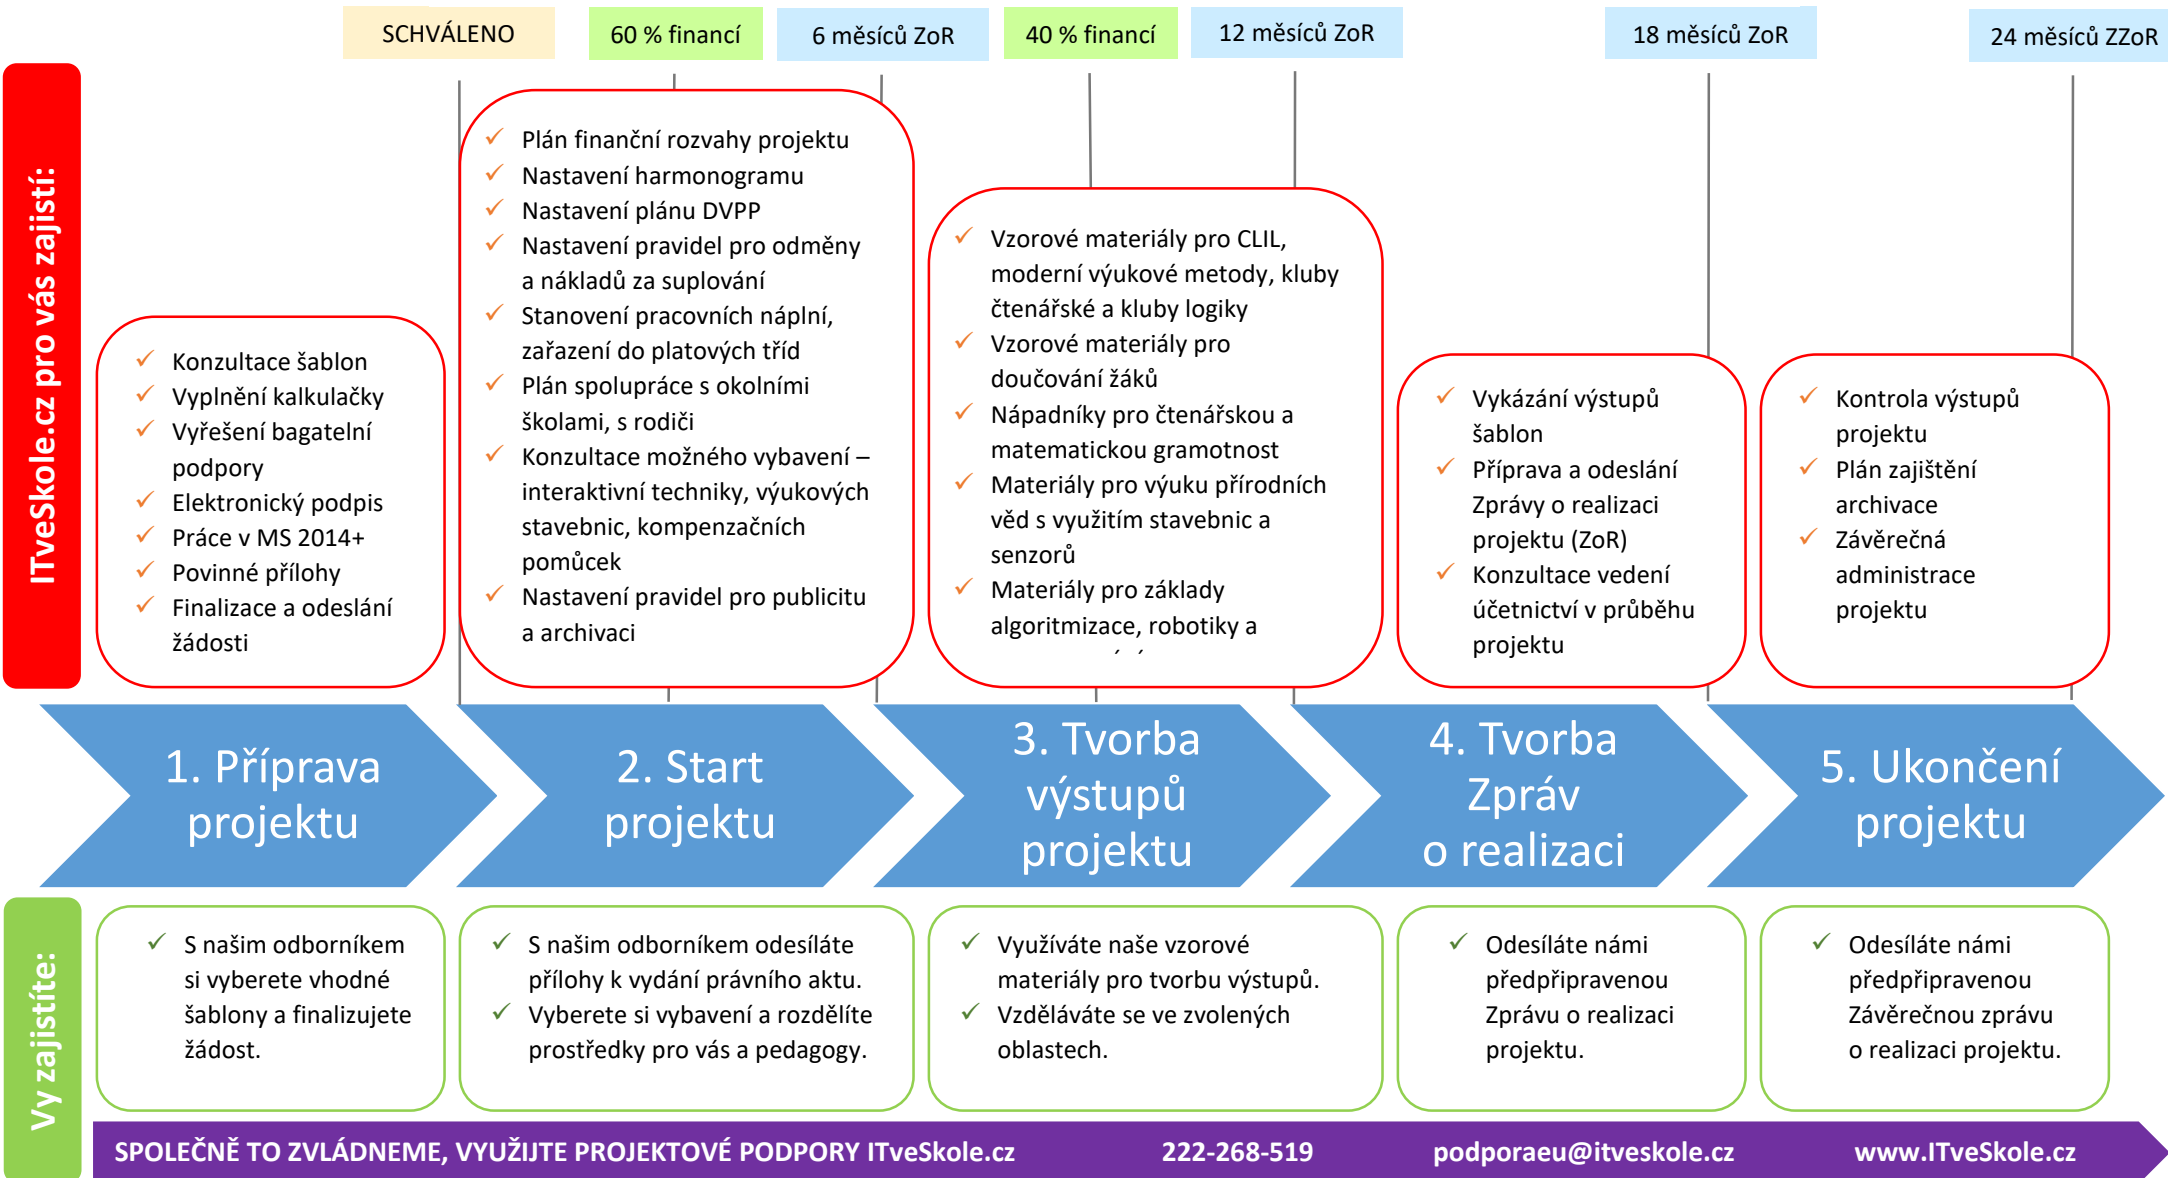 SCHVÁLENO
60 % financí
6 měsíců ZoR
40 % financí
12 měsíců ZoR
18 měsíců ZoR
24 měsíců ZZoR
ITveSkole.cz pro vás zajistí:
Konzultace šablon
Vyplnění kalkulačky
Vyřešení bagatelní
podpory
Elektronický podpis
Práce v MS 2014+
Povinné přílohy
Finalizace a odeslání
žádosti
Plán finanční rozvahy projektu
Nastavení harmonogramu
Nastavení plánu DVPP
Nastavení pravidel pro odměny
a nákladů za suplování
Stanovení pracovních náplní,
zařazení do platových tříd
Plán spolupráce s okolními
školami, s rodiči
Konzultace možného vybavení –
interaktivní techniky, výukových
stavebnic, kompenzačních
pomůcek
Nastavení pravidel pro publicitu
a archivaci
Vzorové materiály pro CLIL,
moderní výukové metody, kluby
čtenářské a kluby logiky
Vzorové materiály pro
doučování žáků
Nápadníky pro čtenářskou a
matematickou gramotnost
Materiály pro výuku přírodních
věd s využitím stavebnic a
senzorů
Materiály pro základy
algoritmizace, robotiky a
Vykázání výstupů
šablon
Příprava a odeslání
Zprávy o realizaci
projektu (ZoR)
Konzultace vedení
účetnictví v průběhu
projektu
Kontrola výstupů
projektu
Plán zajištění
archivace
Závěrečná
administrace
projektu
1. Příprava
projektu
2. Start
projektu
3. Tvorba
výstupů
projektu
4. Tvorba
Zpráv
o realizaci
5. Ukončení
projektu
Vy zajistíte:
S našim odborníkem
si vyberete vhodné
šablony a finalizujete
žádost.
S našim odborníkem odesíláte
přílohy k vydání právního aktu.
Vyberete si vybavení a rozdělíte
prostředky pro vás a pedagogy.
Využíváte naše vzorové
materiály pro tvorbu výstupů.
Vzděláváte se ve zvolených
oblastech.
Odesíláte námi
předpřipravenou
Zprávu o realizaci
projektu.
Odesíláte námi
předpřipravenou
Závěrečnou zprávu
o realizaci projektu.
SPOLEČNĚ TO ZVLÁDNEME, VYUŽIJTE PROJEKTOVÉ PODPORY ITveSkole.cz 222-268-519 podporaeu@itveskole.cz www.ITveSkole.cz